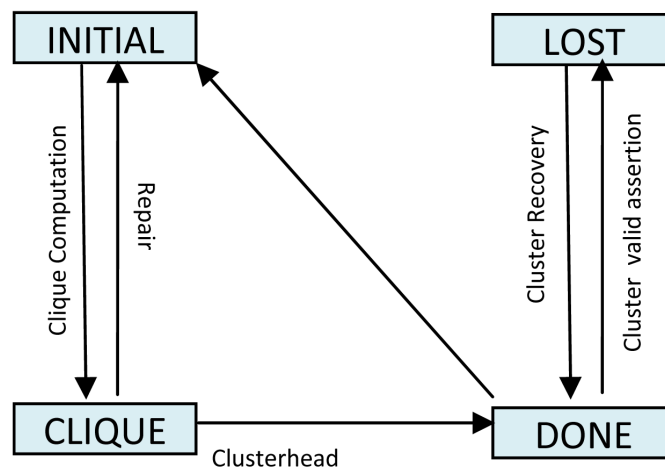 INITIAL
LOST
Clique Computation
Repair
Cluster Recovery
Cluster valid assertion
CLIQUE
DONE
Clusterhead